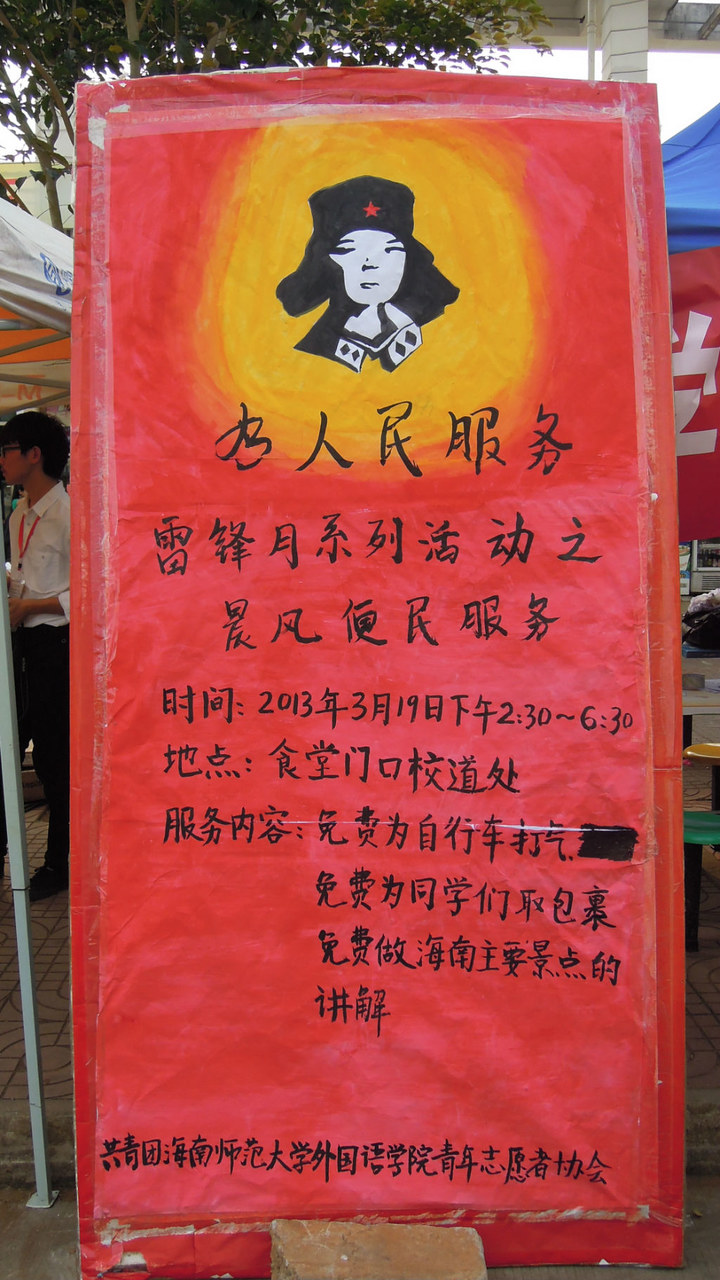 为人民服务
雷锋月系列活动之
晨风便民服务
时间：2013年3月19日下午2:30～6:30
地点：食堂门口校道处
服务内容：免费为自行车打气
免费为同学们取包裹
免费做海南主要景点的
讲解
共青团海南师范大学外国语学院青年志愿者协会